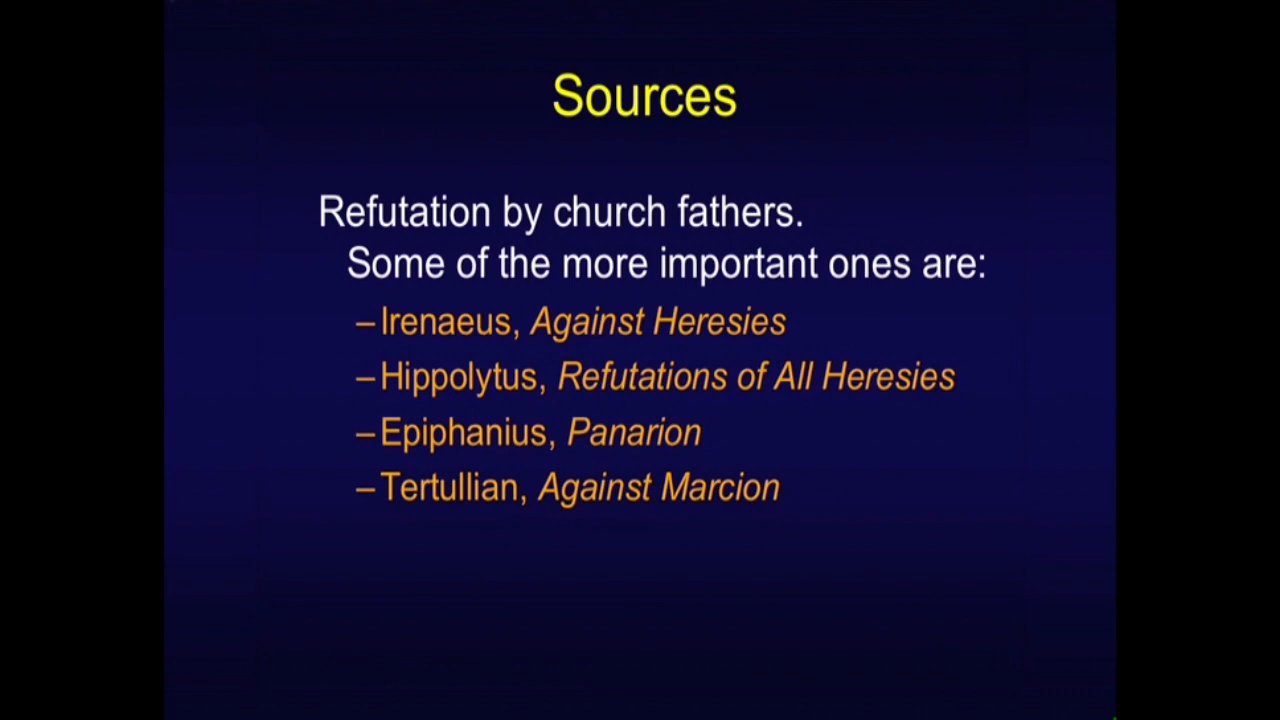 Sources
Refutation by church fathers.
Some of the more important ones are:
–Irenaeus, Against Heresies
–Hippolytus, Refutations of All Heresies
–Epiphanius, Panarion
–Tertullian, Against Marcion